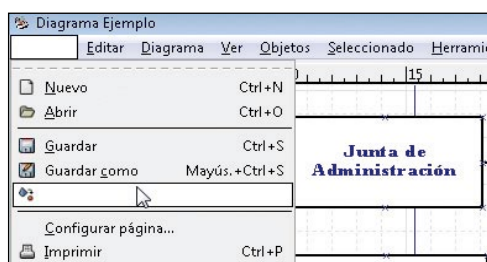 Diagrama Ejemplo
Editar Diagrama Ver Objetos Seleccionado
15
Nuevo Ctrl+N
Abrir Ctrl+O
Guardar Ctrl+S
Guardar como Mayús.+Ctrl+S
Configurar página...
Imprimir Ctrl+P
Junta de
Administración